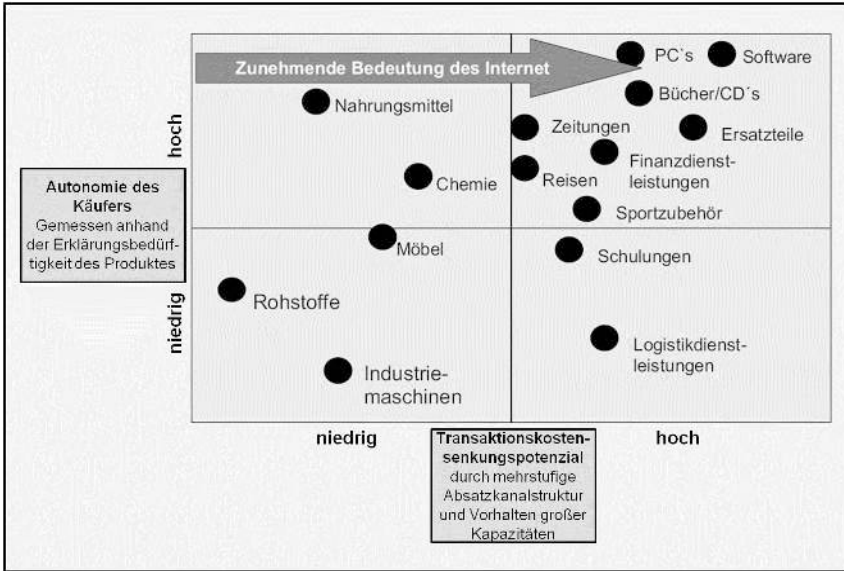 Zunehmende Bedeutung des Internet
PC`s
Software
Bücher/CD´s
Nahrungsmittel
Zeitungen
Ersatzteile
Finanzdienst-
leistungen
Chemie
Reisen
Sportzubehör
hoch
Autonomie des
Käufers
Gemessen anhand
der Erklärungsbedürf-
tigkeit des Produktes
Möbel
Schulungen
Rohstoffe
niedrig
Logistikdienst-
leistungen
Industrie-
maschinen
niedrig
Transaktionskosten-
senkungspotenzial
durch mehrstufige
Absatzkanalstruktur
und Vorhalten großer
Kapazitäten
hoch